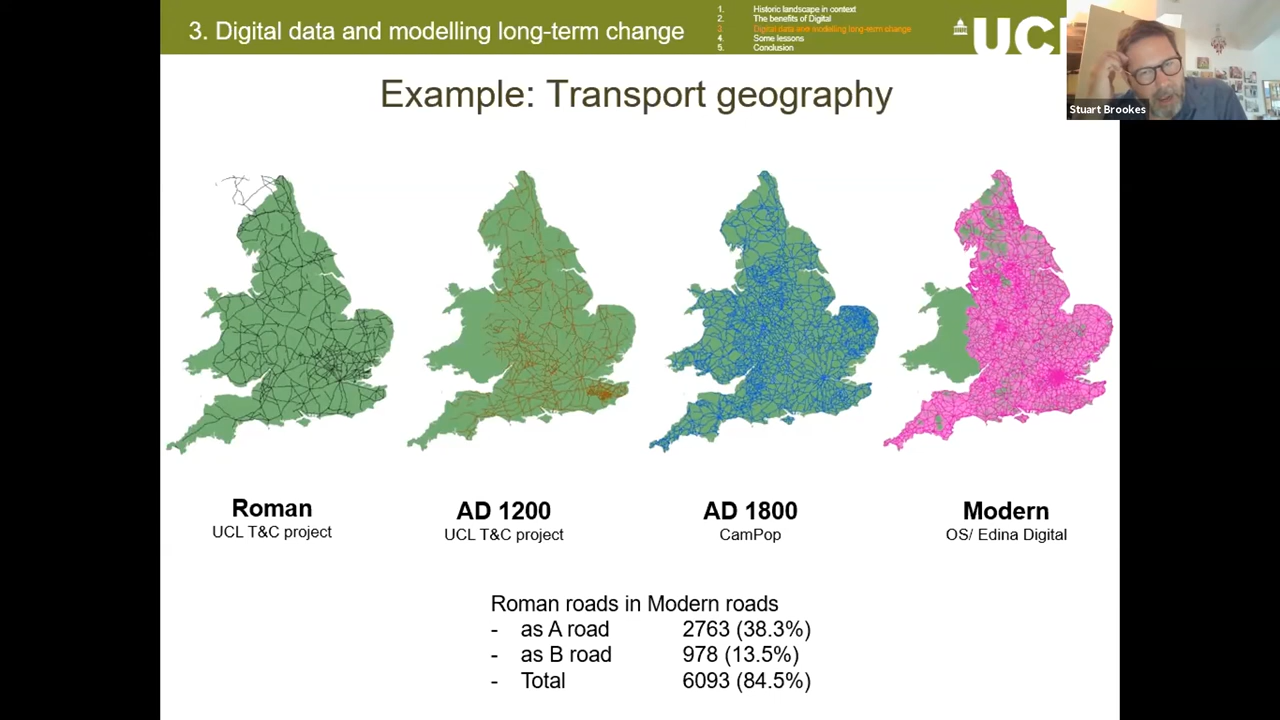 3. Digital data and modelling long-term change
1. Historic landscape in context
2. The benefits of Digital
3. Digital data and modelling long-term change
4. Some lessons
5. Conclusion
UCL
Stuart Brookes
Example: Transport geography
Roman
UCL T&C project
AD 1200
UCL T&C project
AD 1800
CamPop
Modern
OS/ Edina Digital
Roman roads in Modern roads
- as A road 2763 (38.3%)
- as B road 978 (13.5%)
- Total 6093 (84.5%)